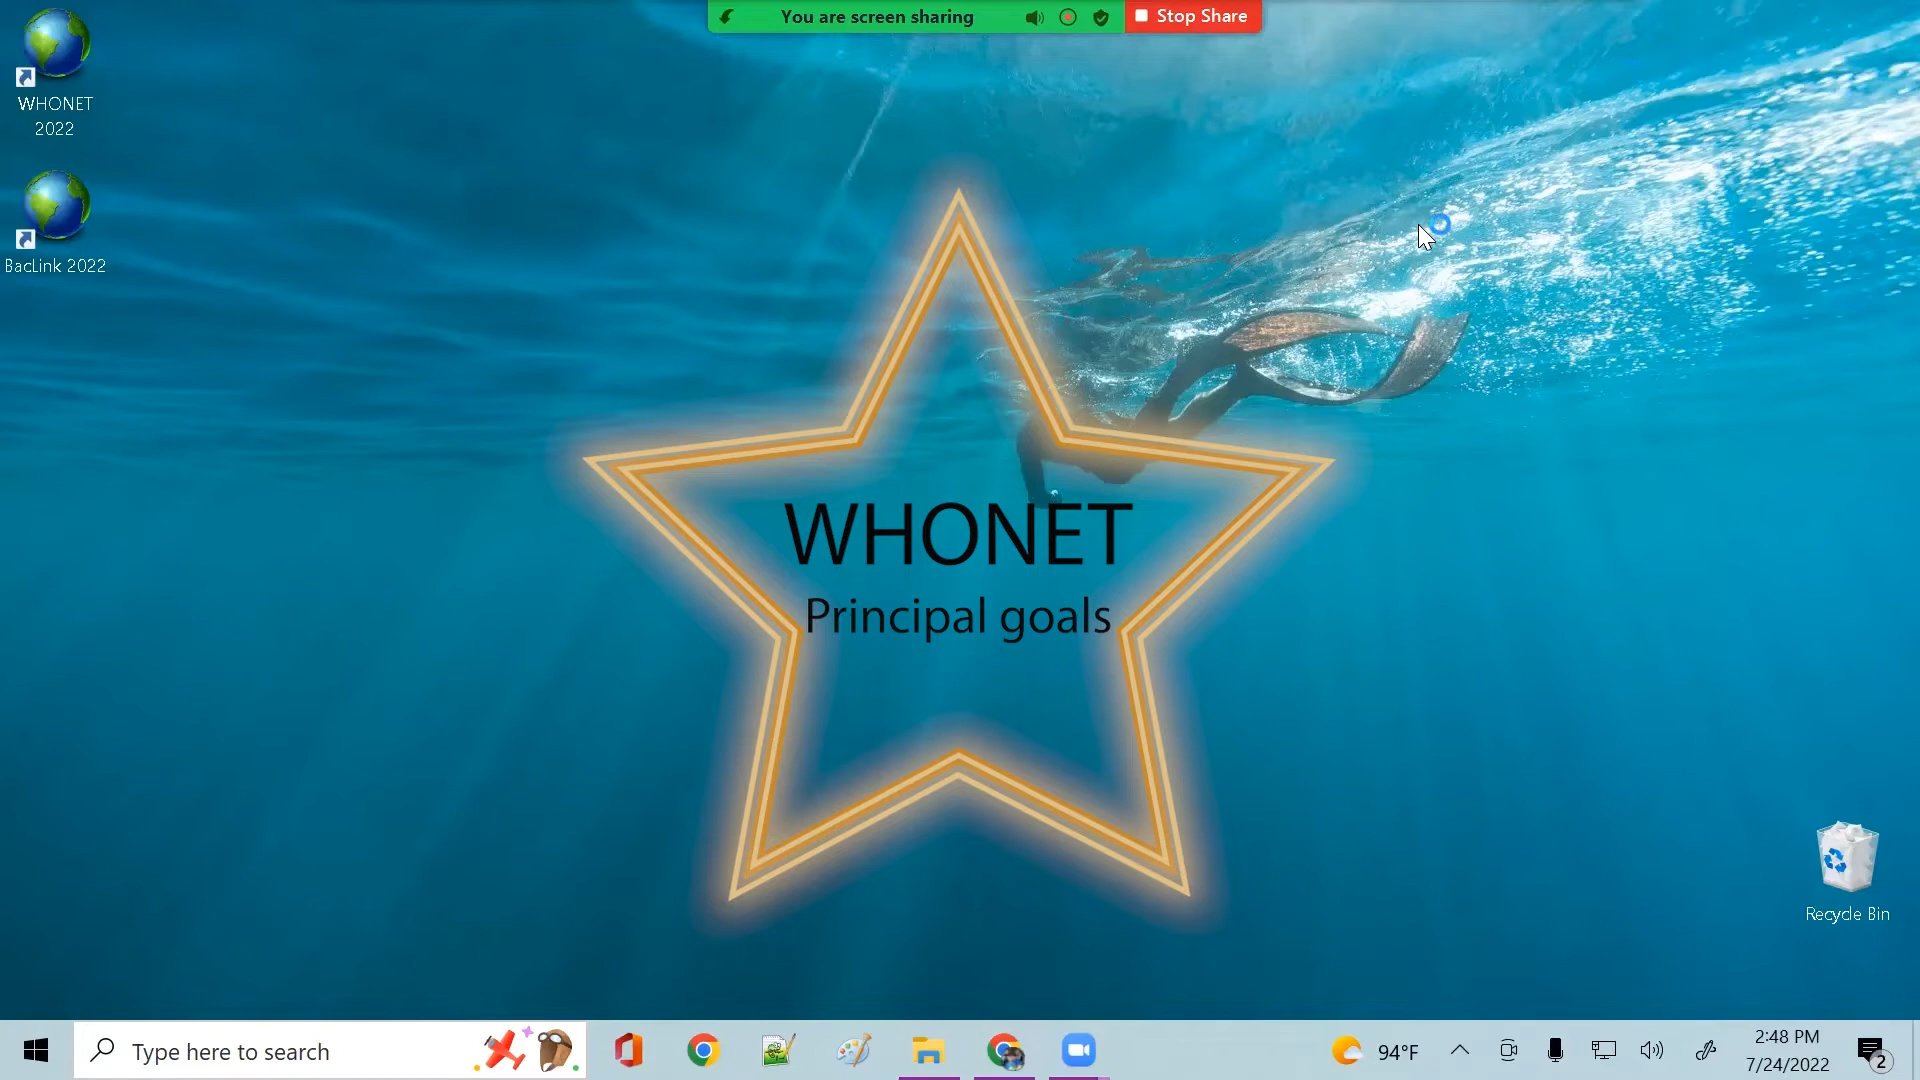 You are screen sharing
Stop Share
WHONET
2022
BacLink 2022
WHONET
Principal goals
Recycle Bin
Type here to search
94°F
2:48 PM
7/24/2022
2